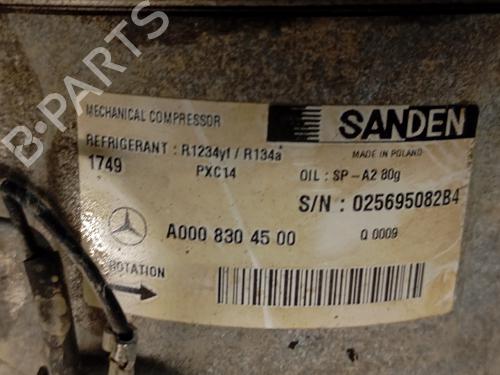 MECHANICAL COMPRESSOR
SANDEN
REFRIGERANT : R1234yf / R134a
MADE IN POLAND
1749 PXC14
OIL : SP-A2 80g
S/N : 025695082B4
A000 830 45 00
Q 0009
ROTATION
B-PARTS